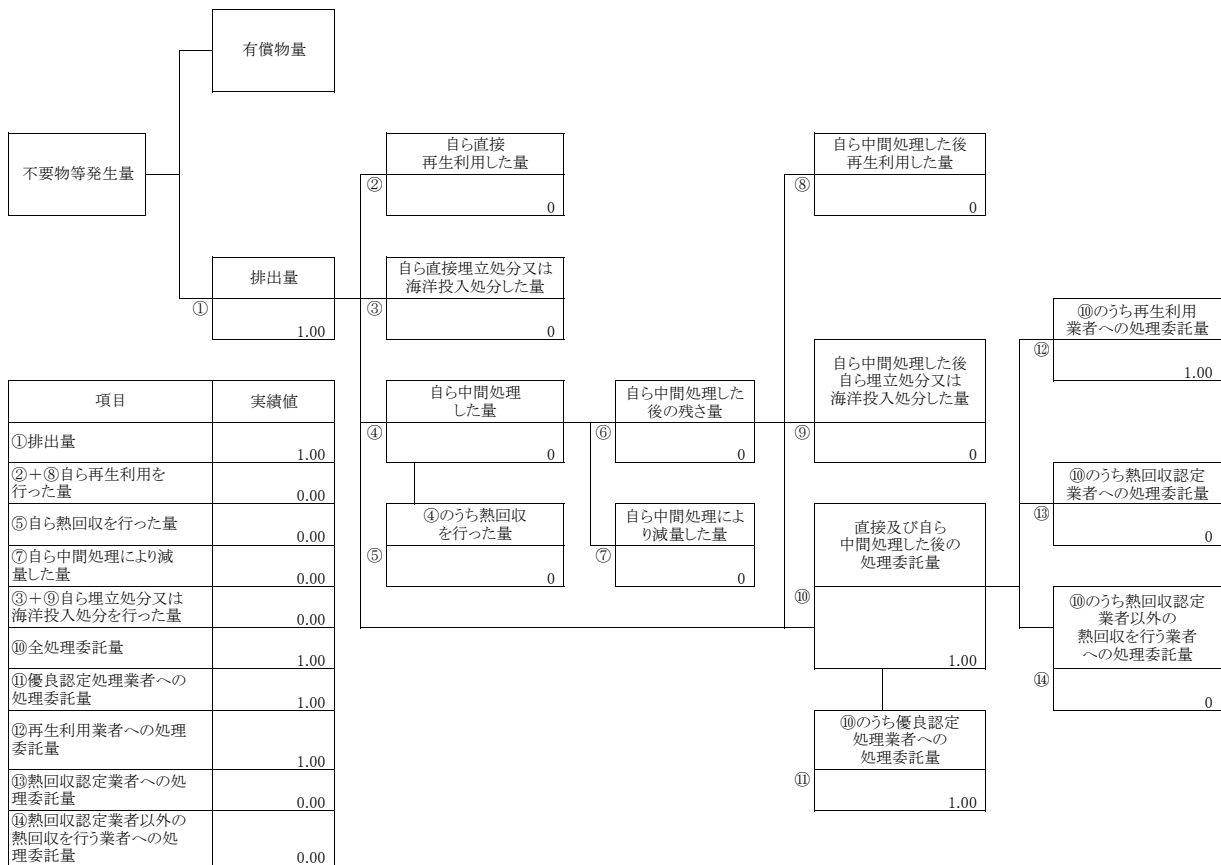 有償物量
不要物等発生量
自ら直接
再生利用した量
②
0
自ら中間処理した後
再生利用した量
⑧
0
排出量
①
1.00
自ら直接埋立処分又は
海洋投入処分した量
③
0
⑩のうち再生利用
業者への処理委託量
⑫
1.00
自ら中間処理
した量
④
0
自ら中間処理した
後の残さ量
⑥
0
自ら中間処理した後
自ら埋立処分又は
海洋投入処分した量
⑨
0
⑩のうち熱回収認定
業者への処理委託量
⑬
0
④のうち熱回収
を行った量
⑤
0
自ら中間処理によ
り減量した量
⑦
0
直接及び自ら
中間処理した後の
処理委託量
⑩
1.00
⑩のうち熱回収認定
業者以外の
熱回収を行う業者
への処理委託量
⑭
0
⑩のうち優良認定
処理業者への
処理委託量
⑪
1.00
項目 実績値
①排出量
1.00
②＋⑧自ら再生利用を
行った量
0.00
⑤自ら熱回収を行った量
0.00
⑦自ら中間処理により減
量した量
0.00
③＋⑨自ら埋立処分又は
海洋投入処分を行った量
0.00
⑩全処理委託量
1.00
⑪優良認定処理業者への
処理委託量
1.00
⑫再生利用業者への処理
委託量
1.00
⑬熱回収認定業者への処
理委託量
0.00
⑭熱回収認定業者以外の
熱回収を行う業者への処
理委託量
0.00